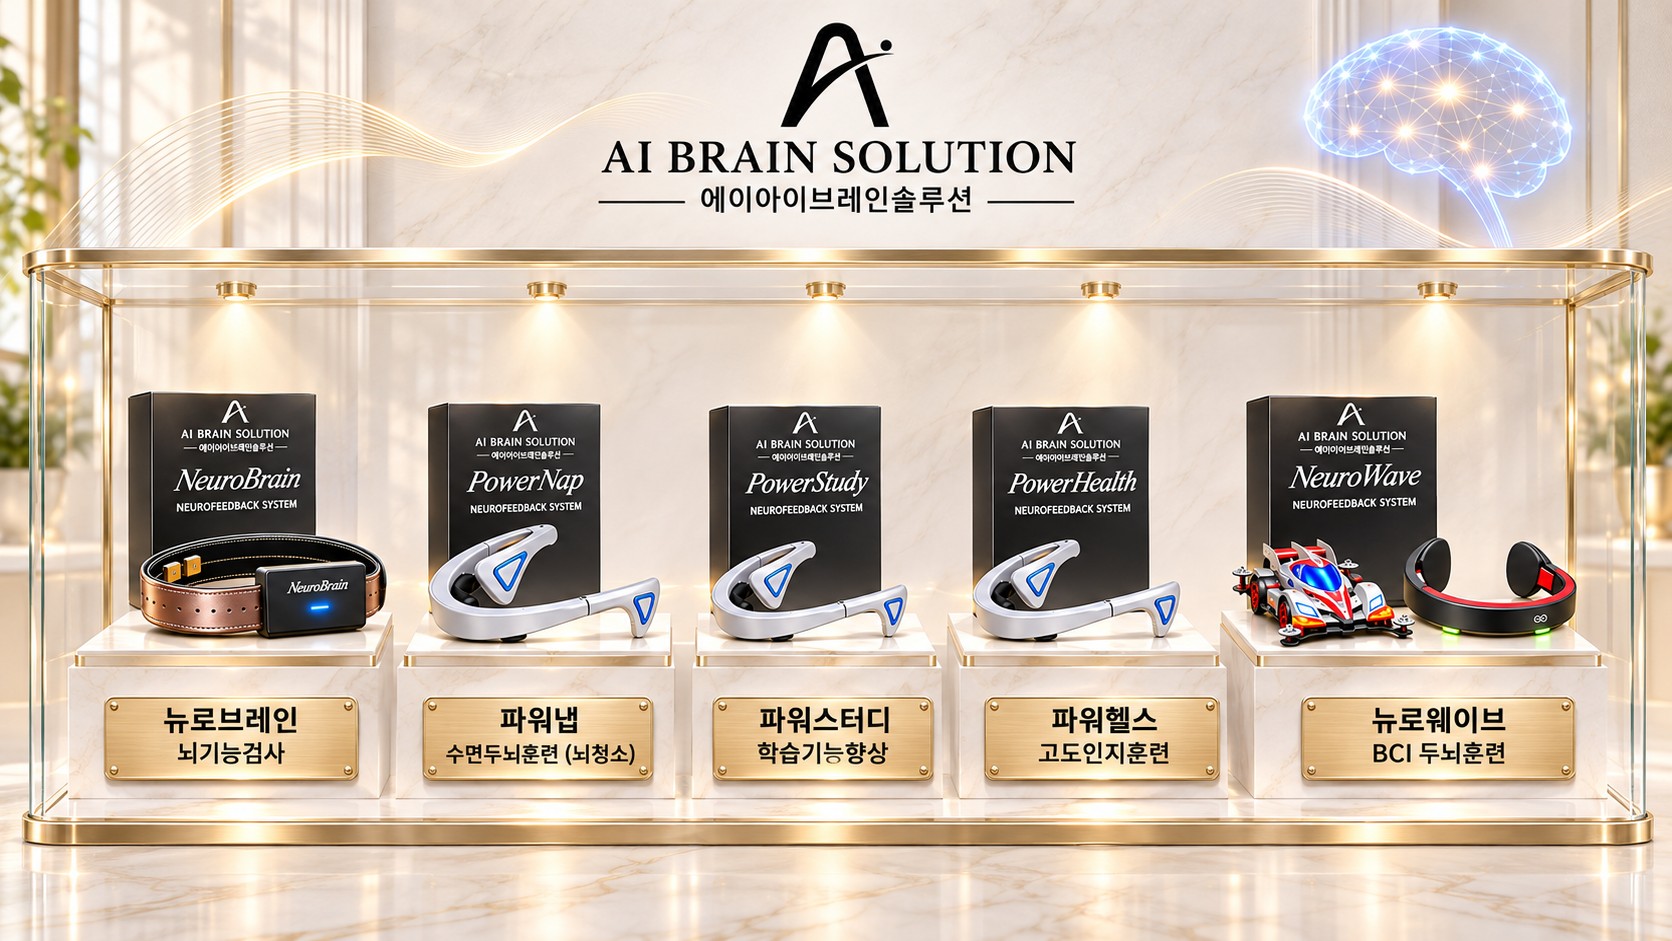 AI BRAIN SOLUTION
에이아이브레인솔루션
AI BRAIN SOLUTION
에이아이브레인솔루션
NeuroBrain
NEUROFEEDBACK SYSTEM
NeuroBrain
뉴로브레인
뇌기능검사
AI BRAIN SOLUTION
에이아이브레인솔루션
PowerNap
NEUROFEEDBACK SYSTEM
파워냅
수면두뇌훈련 (뇌청소)
AI BRAIN SOLUTION
에이아이브레인솔루션
PowerStudy
NEUROFEEDBACK SYSTEM
파워스터디
학습기능향상
AI BRAIN SOLUTION
에이아이브레인솔루션
PowerHealth
NEUROFEEDBACK SYSTEM
파워헬스
고도인지훈련
AI BRAIN SOLUTION
에이아이브레인솔루션
NeuroWave
NEUROFEEDBACK SYSTEM
뉴로웨이브
BCI 두뇌훈련